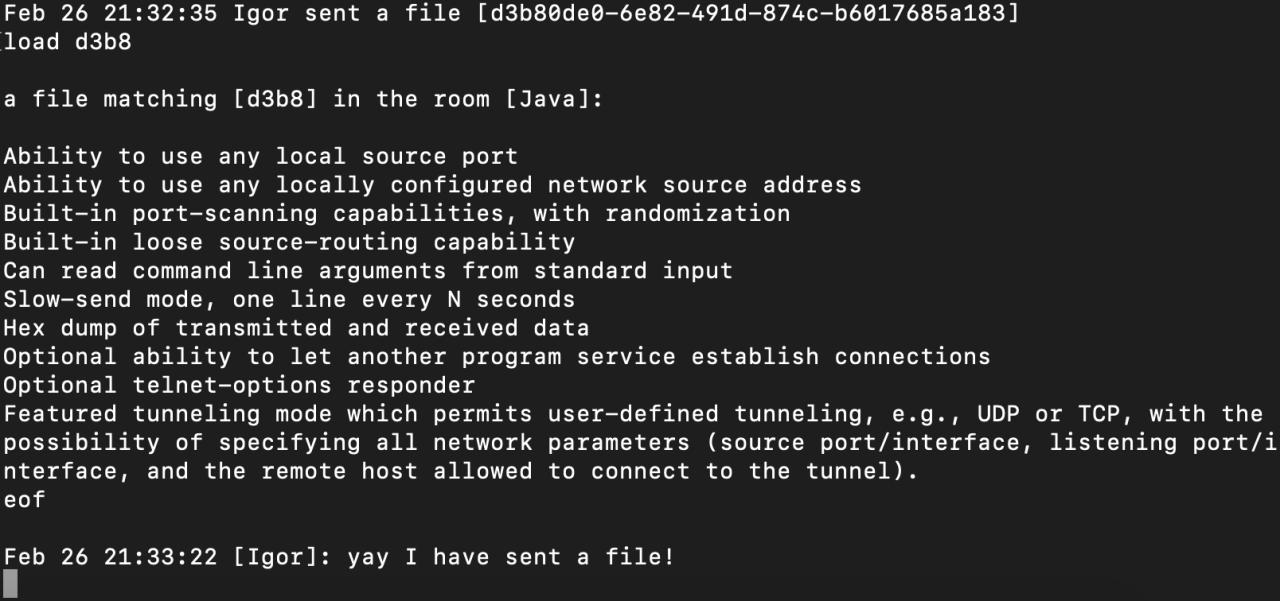 Feb 26 21:32:35 Igor sent a file [d3b80de0-6e82-491d-874c-b6017685a183]
load d3b8
a file matching [d3b8] in the room [Java]:
Ability to use any local source port
Ability to use any locally configured network source address
Built-in port-scanning capabilities, with randomization
Built-in loose source-routing capability
Can read command line arguments from standard input
Slow-send mode, one line every N seconds
Hex dump of transmitted and received data
Optional ability to let another program service establish connections
Optional telnet-options responder
Featured tunneling mode which permits user-defined tunneling, e.g., UDP or TCP, with the
possibility of specifying all network parameters (source port/interface, listening port/i
nterface, and the remote host allowed to connect to the tunnel).
eof
Feb 26 21:33:22 [Igor]: yay I have sent a file!